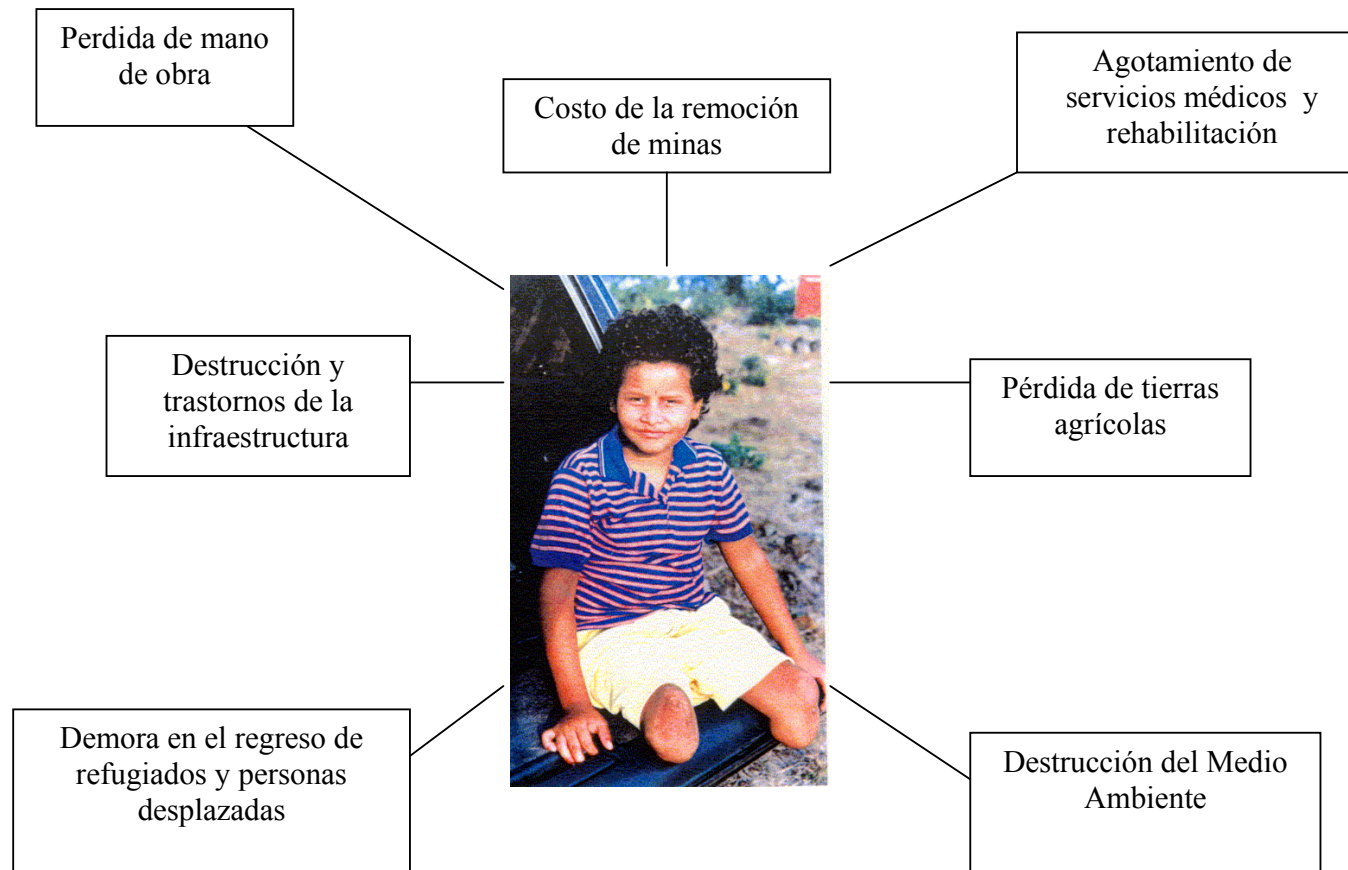 Perdida de mano
de obra
Costo de la remoción
de minas
Agotamiento de
servicios médicos y
rehabilitación
Destrucción y
trastornos de la
infraestructura
Pérdida de tierras
agrícolas
Demora en el regreso de
refugiados y personas
desplazadas
Destrucción del Medio
Ambiente